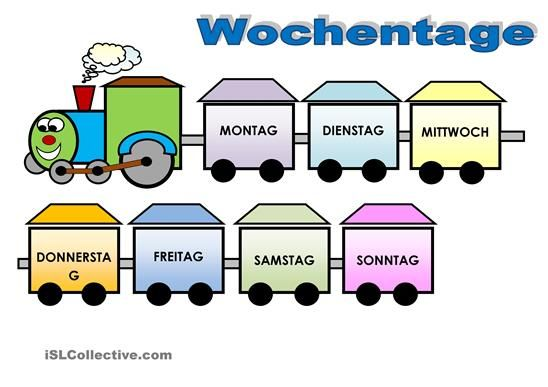 Wochentage
MONTAG
DIENSTAG
MITTWOCH
DONNERSTA
G
FREITAG
SAMSTAG
SONNTAG
iSLCollective.com